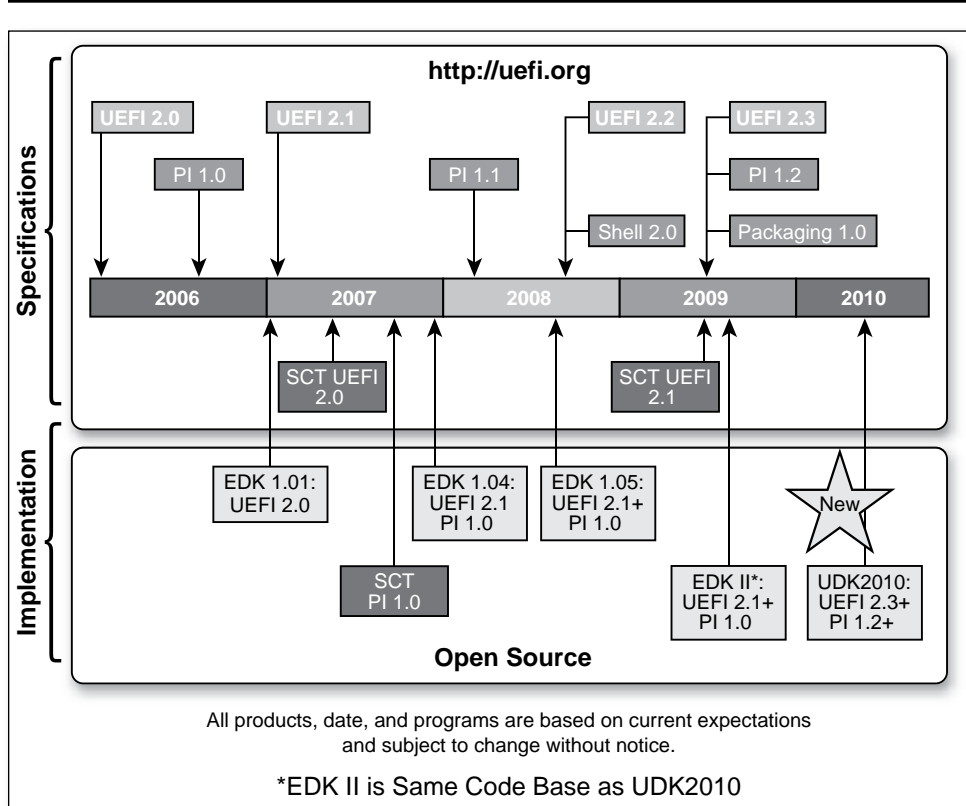 http://uefi.org
Specifications
UEFI 2.0
UEFI 2.1
UEFI 2.2
UEFI 2.3
PI 1.0
PI 1.1
PI 1.2
Shell 2.0
Packaging 1.0
2006
2007
2008
2009
2010
SCT UEFI
2.0
SCT UEFI
2.1
Implementation
EDK 1.01:
UEFI 2.0
EDK 1.04:
UEFI 2.1
PI 1.0
EDK 1.05:
UEFI 2.1+
PI 1.0
New
SCT
PI 1.0
EDK II*:
UEFI 2.1+
PI 1.0
UDK2010:
UEFI 2.3+
PI 1.2+
Open Source
All products, date, and programs are based on current expectations
and subject to change without notice.
*EDK II is Same Code Base as UDK2010